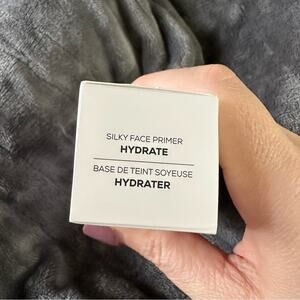 SILKY FACE PRIMER
HYDRATE
BASE DE TEINT SOYEUSE
HYDRATER